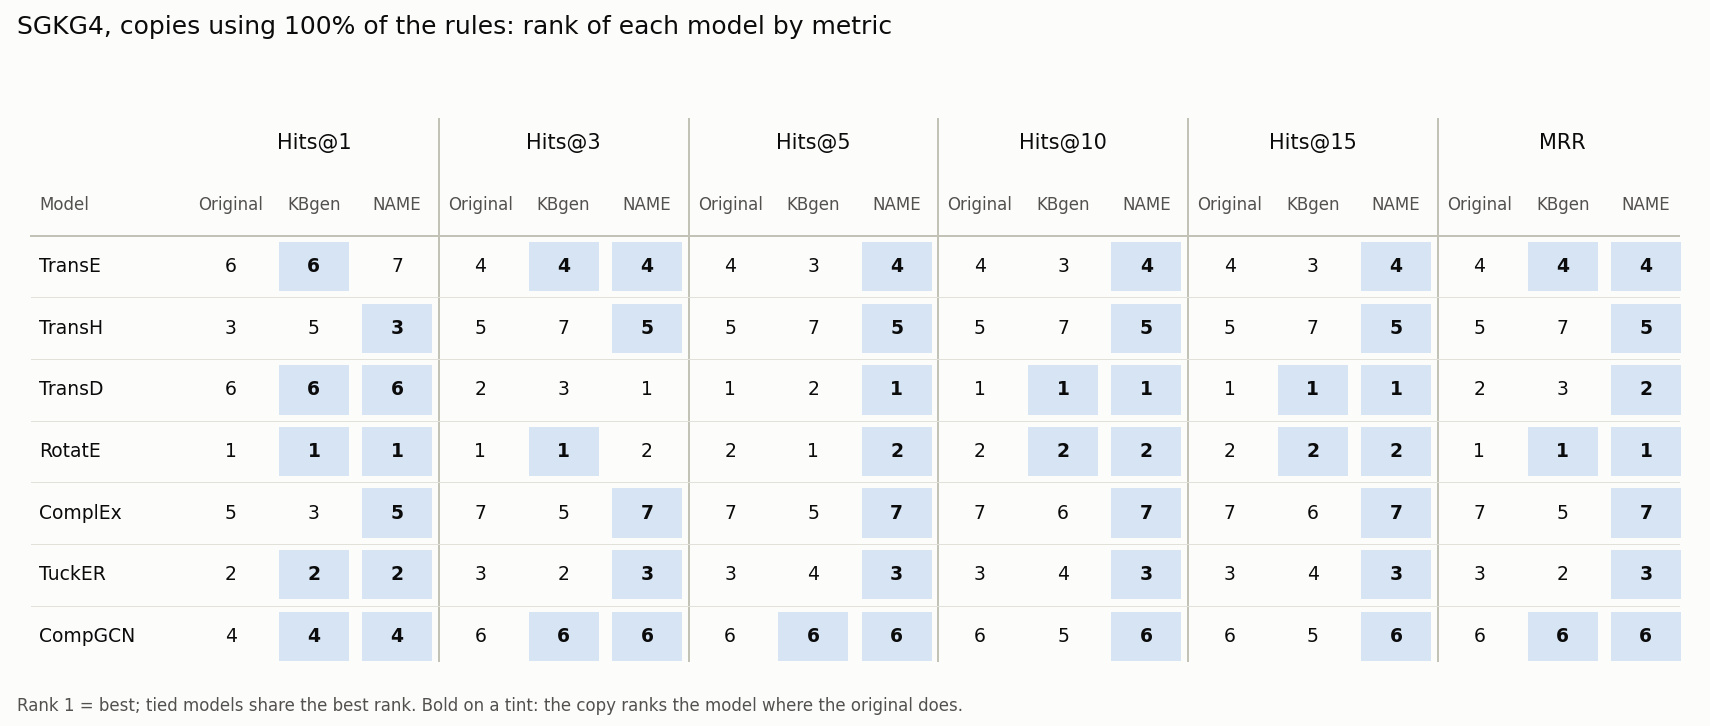 SGKG4, copies using 100% of the rules: rank of each model by metric
Hits@1 Hits@3 Hits@5 Hits@10 Hits@15 MRR
Model Original KBgen NAME Original KBgen NAME Original KBgen NAME Original KBgen NAME Original KBgen NAME Original KBgen NAME
TransE 6 6 7 4 4 4 4 3 4 4 3 4 4 3 4 4 4 4
TransH 3 5 3 5 7 5 5 7 5 5 7 5 5 7 5 5 7 5
TransD 6 6 6 2 3 1 1 2 1 1 1 1 1 1 1 2 3 2
RotatE 1 1 1 1 1 2 2 1 2 2 2 2 2 2 2 1 1 1
ComplEx 5 3 5 7 5 7 7 5 7 7 6 7 7 6 7 7 5 7
TuckER 2 2 2 3 2 3 3 4 3 3 4 3 3 4 3 3 2 3
CompGCN 4 4 4 6 6 6 6 6 6 6 5 6 6 5 6 6 6 6
Rank 1 = best; tied models share the best rank. Bold on a tint: the copy ranks the model where the original does.